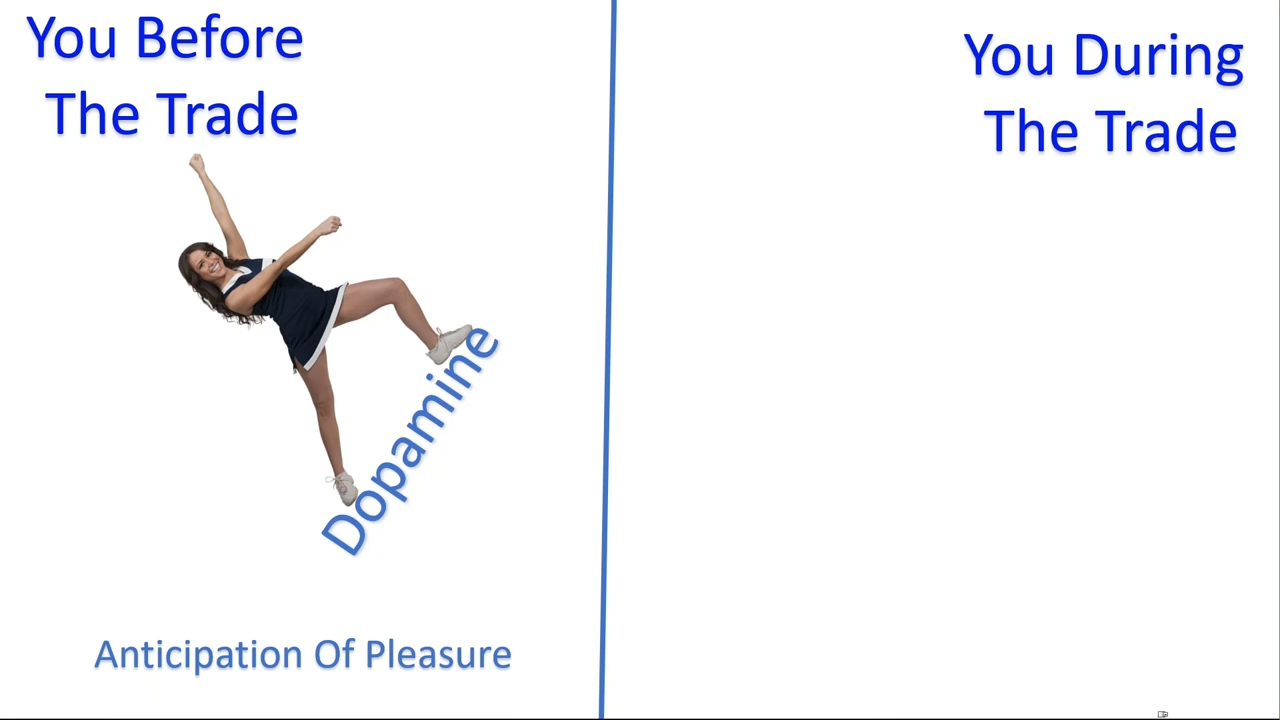 You Before
The Trade
Dopamine
Anticipation Of Pleasure
You During
The Trade